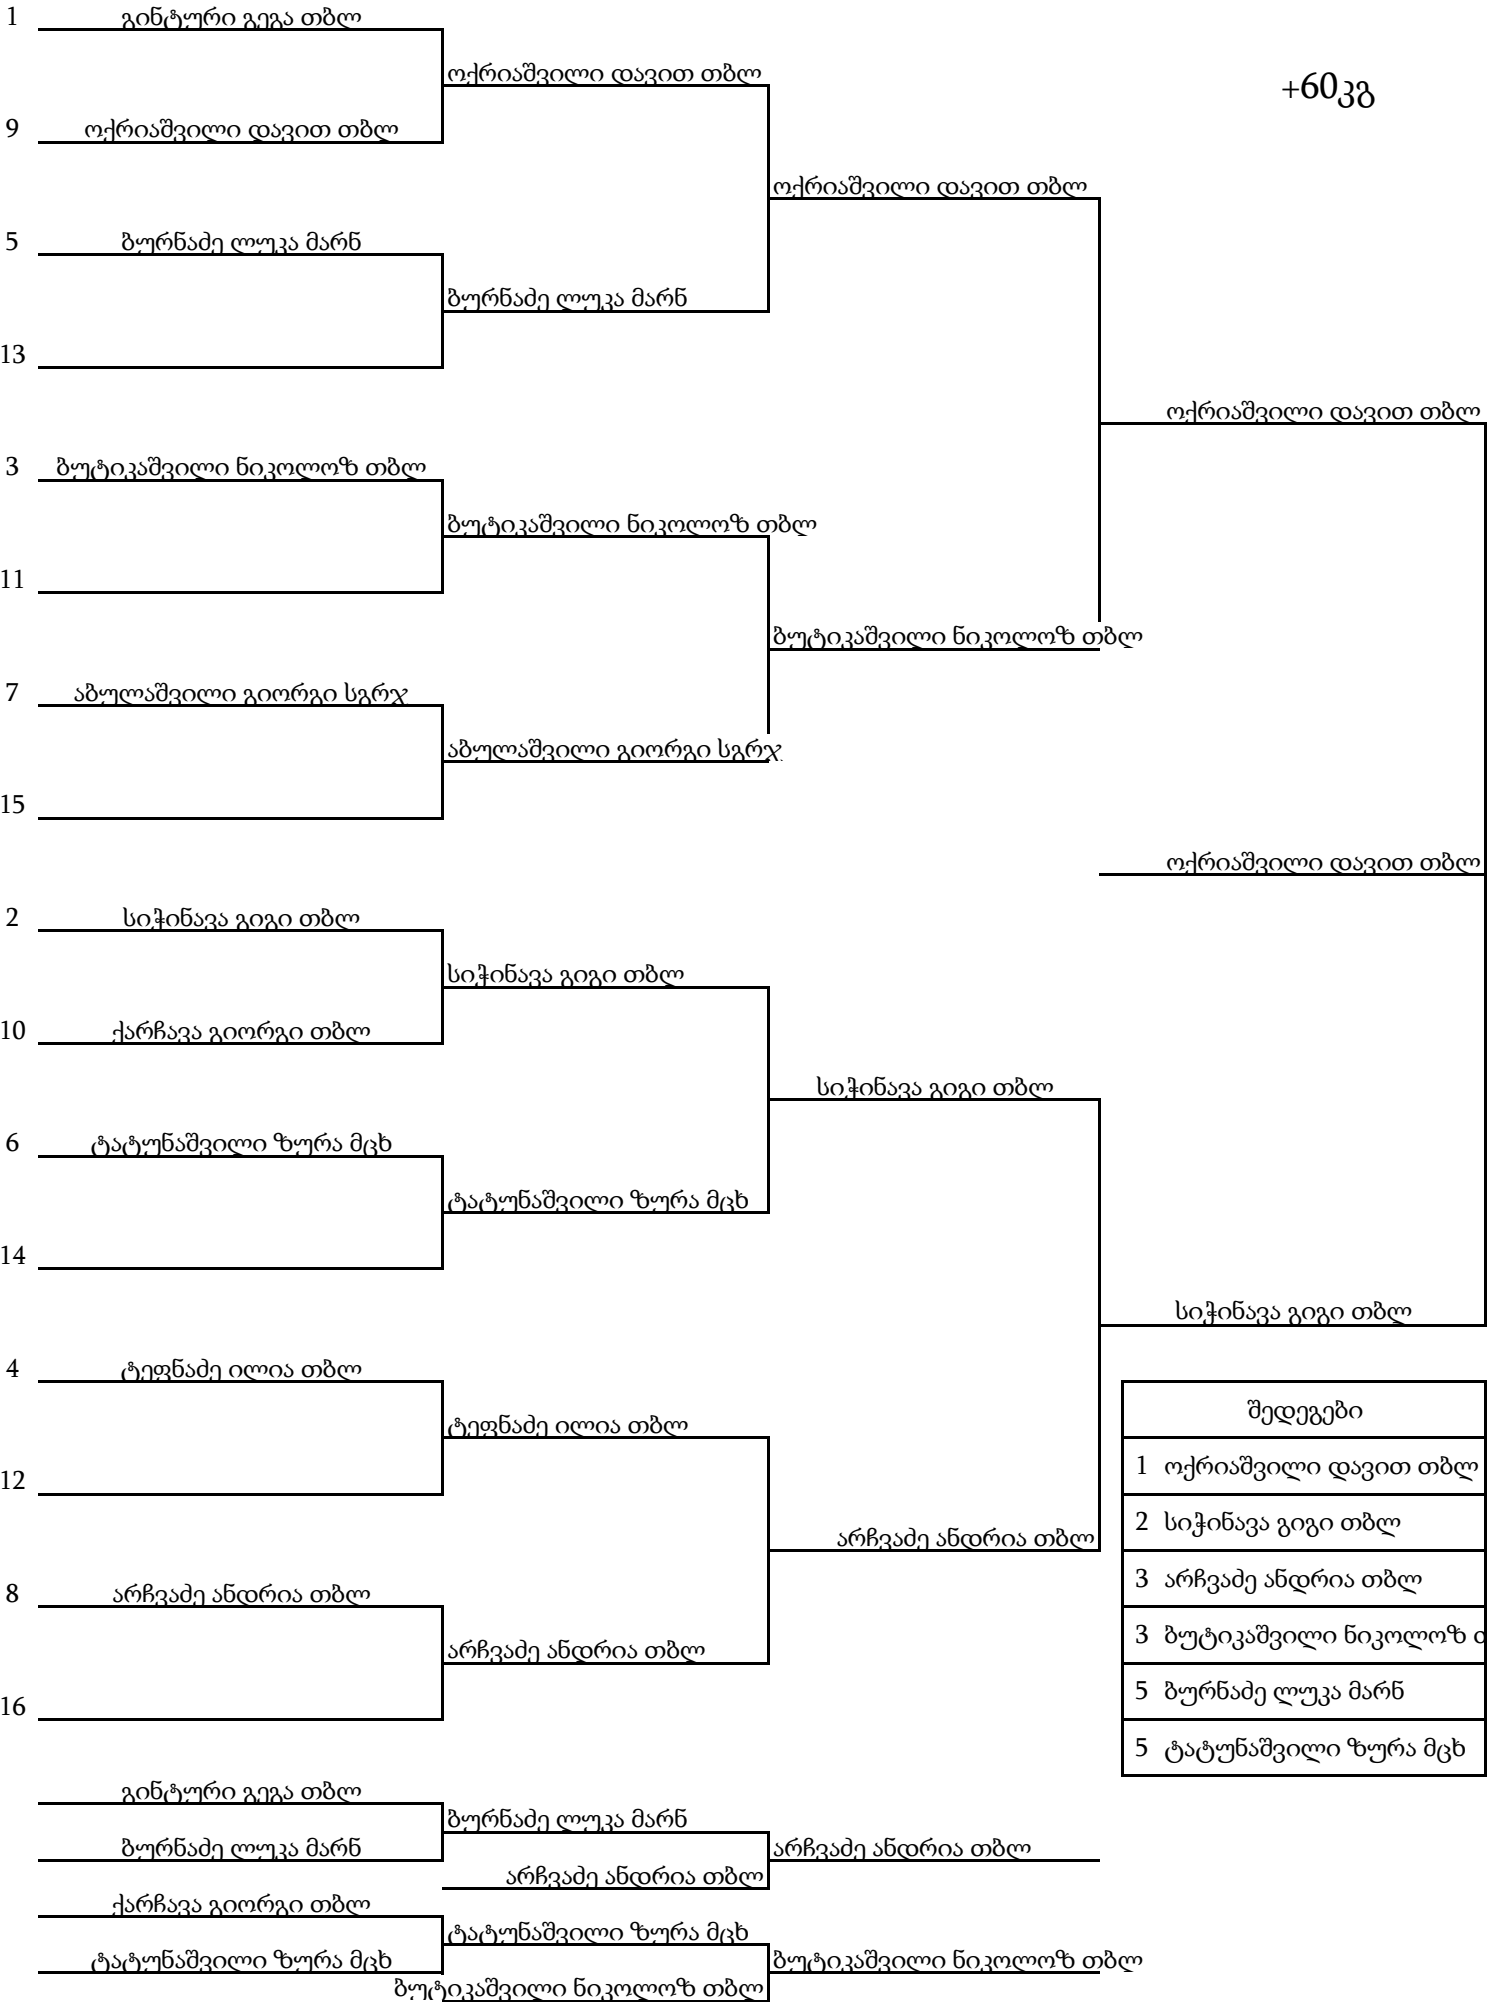 1 გინტური გეგა თბლ
ოქრიაშვილი დავით თბლ
+60კგ
9 ოქრიაშვილი დავით თბლ
ოქრიაშვილი დავით თბლ
5 ბურნაძე ლუკა მარნ
ბურნაძე ლუკა მარნ
13
ოქრიაშვილი დავით თბლ
3 ბუტიკაშვილი ნიკოლოზ თბლ
ბუტიკაშვილი ნიკოლოზ თბლ
11
ბუტიკაშვილი ნიკოლოზ თბლ
7 აბულაშვილი გიორგი სგრჯ
აბულაშვილი გიორგი სგრჯ
15
ოქრიაშვილი დავით თბლ
2 სიჭინავა გიგი თბლ
სიჭინავა გიგი თბლ
10 ქარჩავა გიორგი თბლ
სიჭინავა გიგი თბლ
6 ტატუნაშვილი ზურა მცხ
ტატუნაშვილი ზურა მცხ
14
სიჭინავა გიგი თბლ
4 ტეფნაძე ილია თბლ
შედეგები
ტეფნაძე ილია თბლ
1 ოქრიაშვილი დავით თბლ
12
2 სიჭინავა გიგი თბლ
არჩვაძე ანდრია თბლ
3 არჩვაძე ანდრია თბლ
8 არჩვაძე ანდრია თბლ
3 ბუტიკაშვილი ნიკოლოზ
არჩვაძე ანდრია თბლ
5 ბურნაძე ლუკა მარნ
16
5 ტატუნაშვილი ზურა მცხ
გინტური გეგა თბლ
ბურნაძე ლუკა მარნ
ბურნაძე ლუკა მარნ
არჩვაძე ანდრია თბლ
არჩვაძე ანდრია თბლ
ქარჩავა გიორგი თბლ
ტატუნაშვილი ზურა მცხ
ტატუნაშვილი ზურა მცხ
ბუტიკაშვილი ნიკოლოზ თბლ
ბუტიკაშვილი ნიკოლოზ თბლ